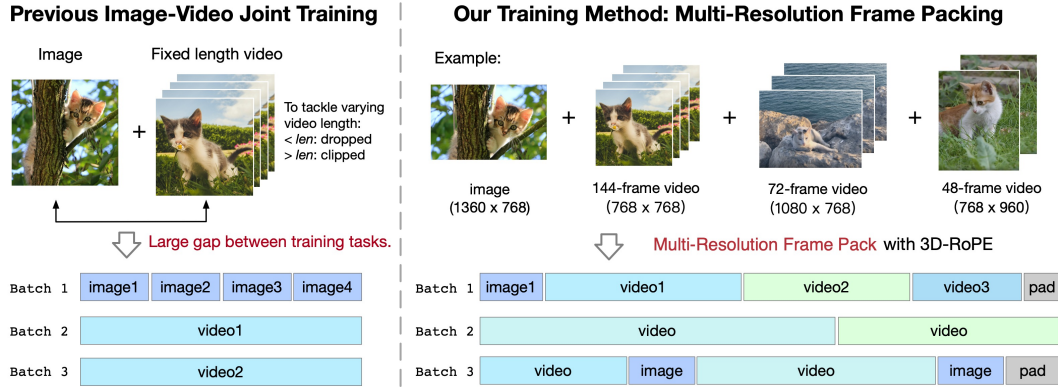 Previous Image-Video Joint Training
Image
Fixed length video
+
To tackle varying
video length:
< len: dropped
> len: clipped
Large gap between training tasks.
Batch 1
image1
image2
image3
image4
Batch 2
video1
Batch 3
video2
Our Training Method: Multi-Resolution Frame Packing
Example:
+
+
+
image
(1360 x 768)
144-frame video
(768 x 768)
72-frame video
(1080 x 768)
48-frame video
(768 x 960)
Multi-Resolution Frame Pack with 3D-RoPE
Batch 1
image1
video1
video2
video3
pad
Batch 2
video
video
Batch 3
video
image
video
image
pad